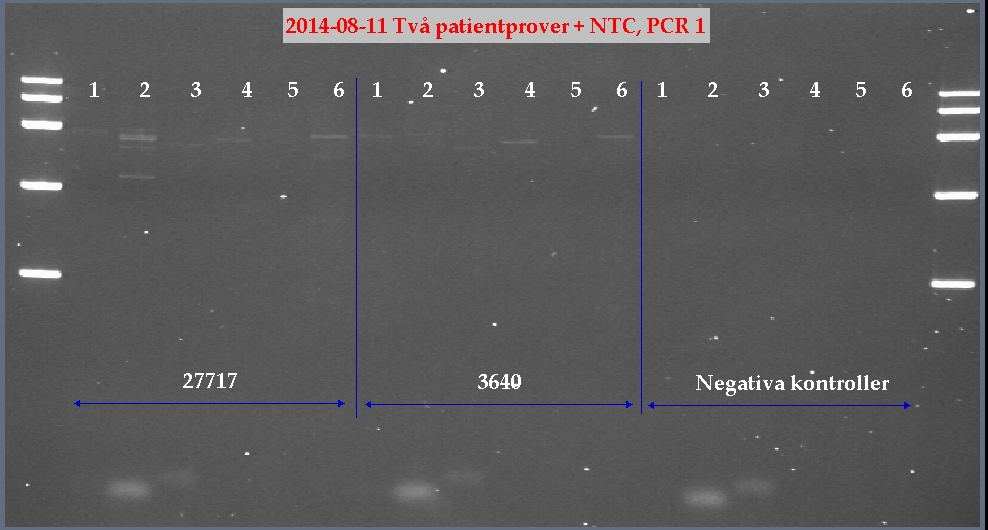 2014-08-11 Två patientprover + NTC, PCR 1
1 2 3 4 5 6 1 2 3 4 5 6 1 2 3 4 5 6
27717 3640 Negativa kontroller